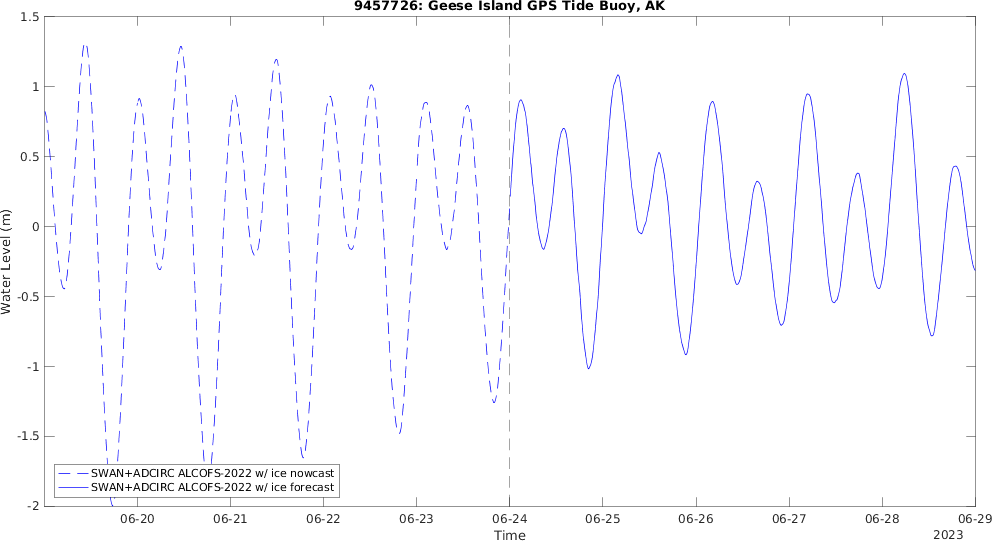 9457726: Geese Island GPS Tide Buoy, AK
1.5
1
0.5
0
-0.5
-1
-1.5
-2
Water Level (m)
SWAN+ADCIRC ALCOFS-2022 w/ ice nowcast
SWAN+ADCIRC ALCOFS-2022 w/ ice forecast
06-20 06-21 06-22 06-23 06-24 06-25 06-26 06-27 06-28 06-29
Time
2023